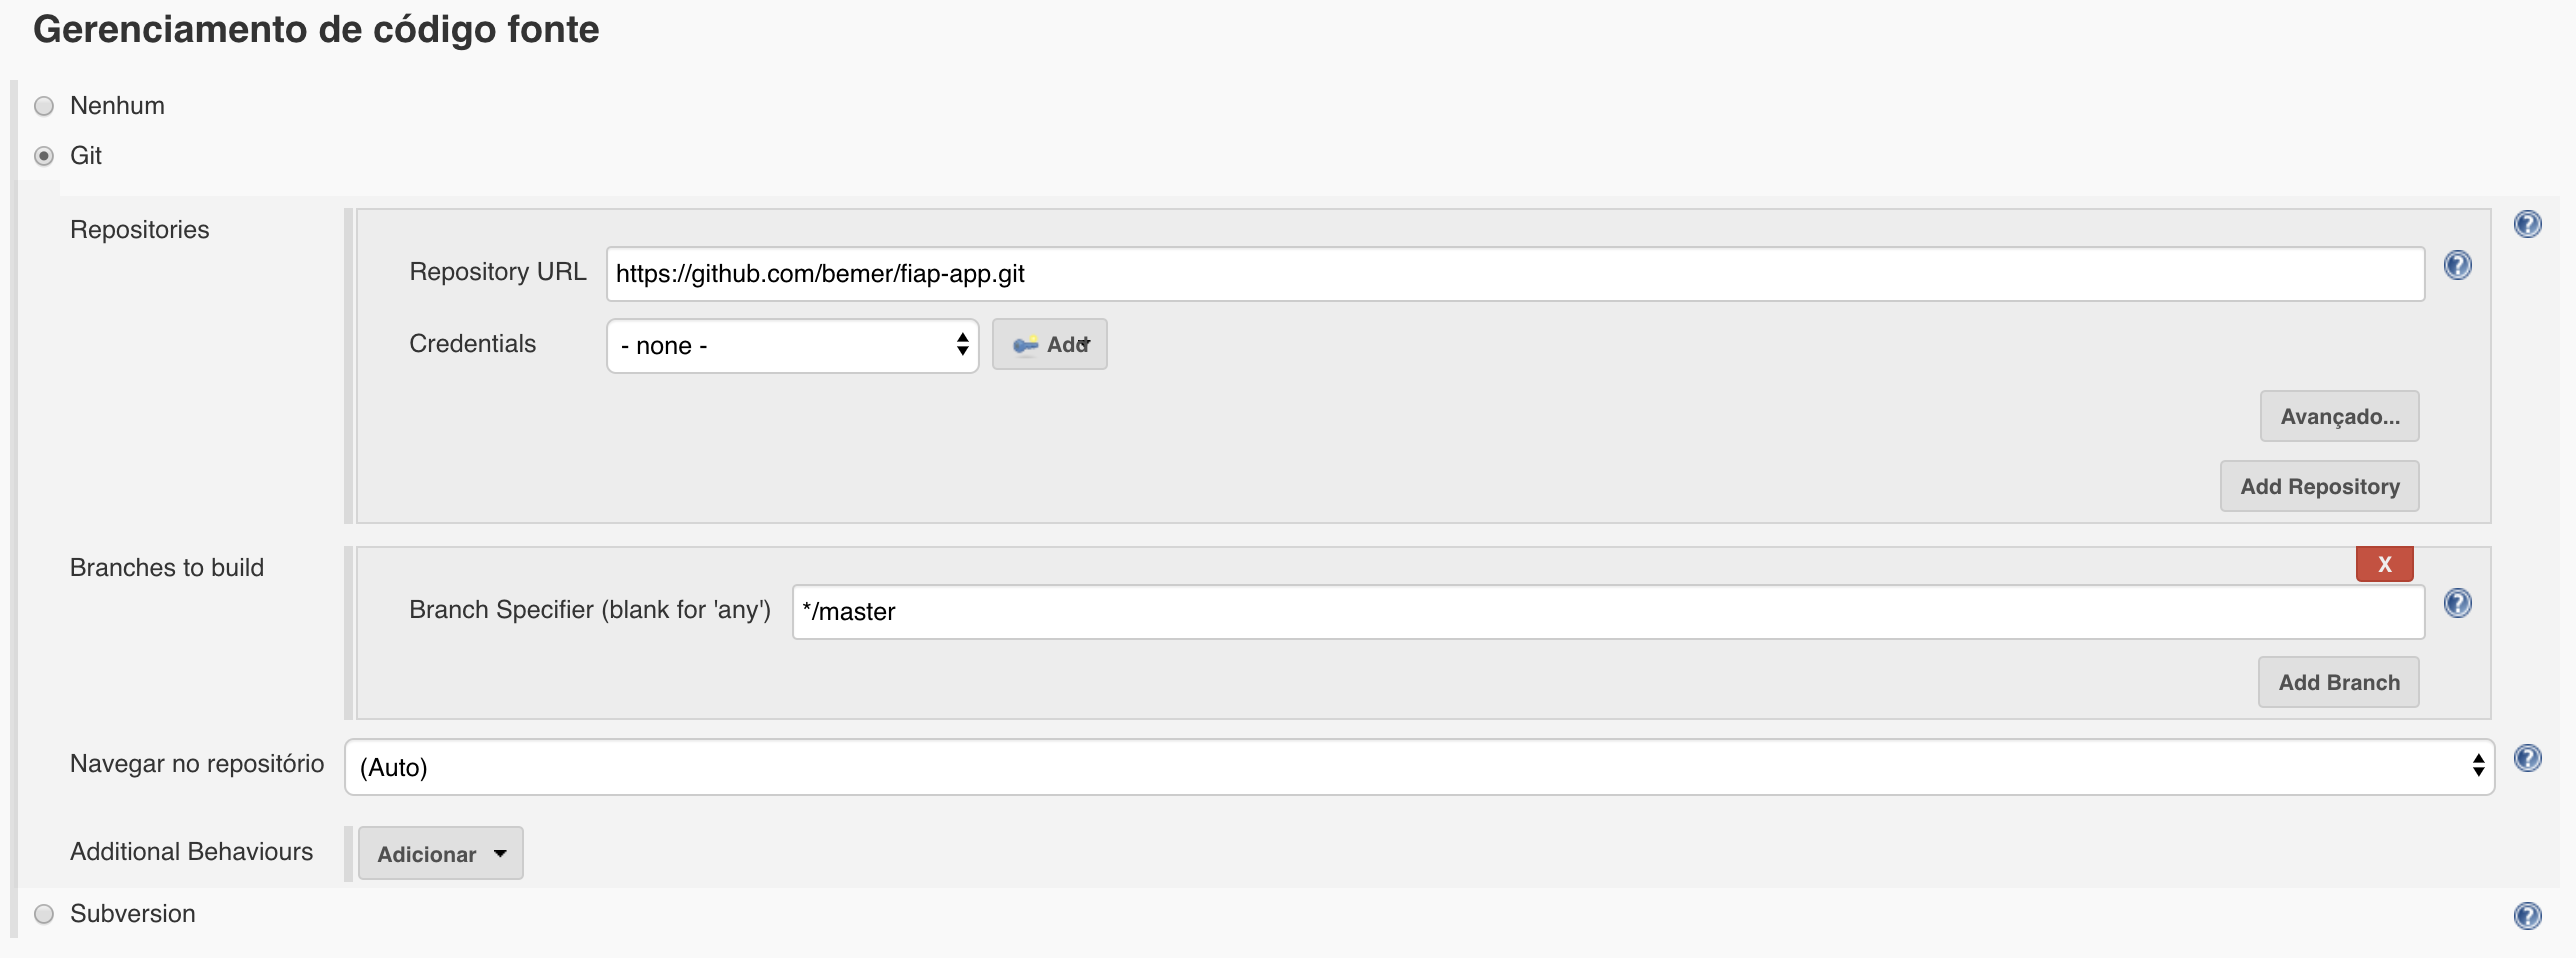 Gerenciamento de código fonte
Nenhum
Git
Repositories
Repository URL https://github.com/bemer/fiap-app.git
Credentials - none - Add
Avançado...
Add Repository
Branches to build
X
Branch Specifier (blank for 'any') */master
Add Branch
Navegar no repositório (Auto)
Additional Behaviours Adicionar
Subversion